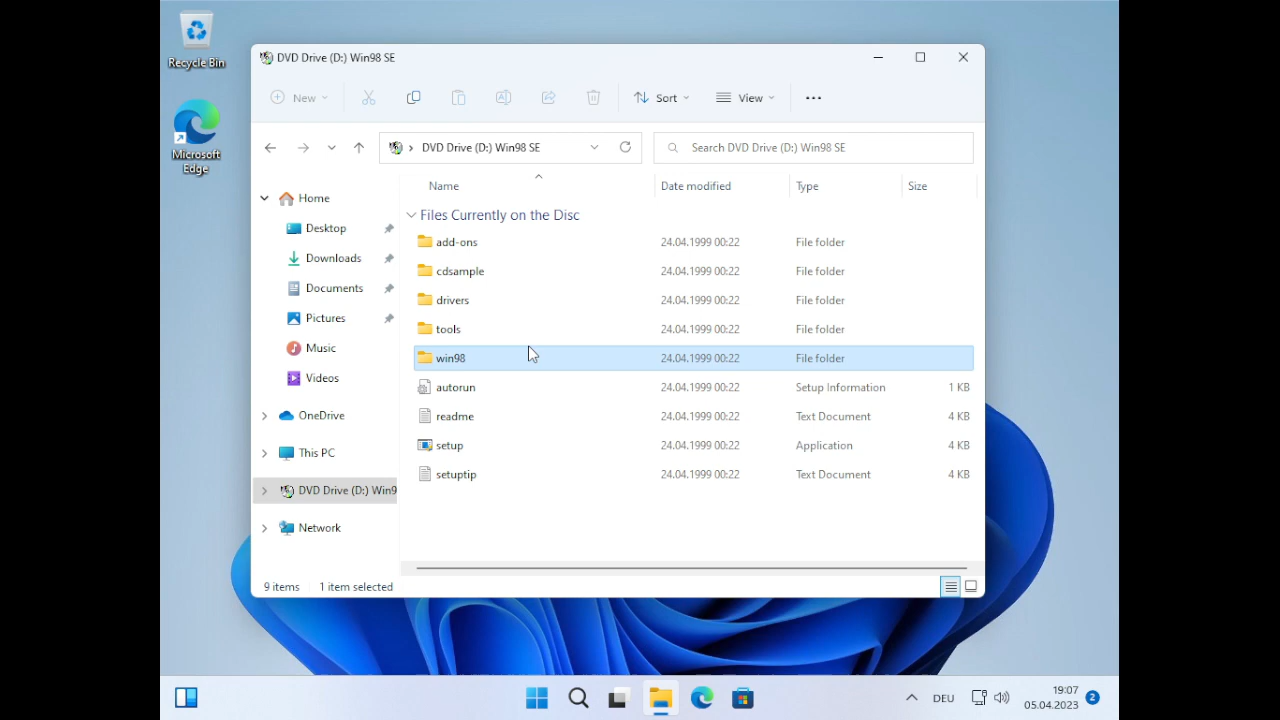 Recycle Bin
Microsoft
Edge
DVD Drive (D:) Win98 SE
New
Sort
View
DVD Drive (D:) Win98 SE
Search DVD Drive (D:) Win98 SE
Home
Desktop
Downloads
Documents
Pictures
Music
Videos
OneDrive
This PC
DVD Drive (D:) Win9
Network
Name Date modified Type Size
Files Currently on the Disc
add-ons 24.04.1999 00:22 File folder
cdsample 24.04.1999 00:22 File folder
drivers 24.04.1999 00:22 File folder
tools 24.04.1999 00:22 File folder
win98 24.04.1999 00:22 File folder
autorun 24.04.1999 00:22 Setup Information 1 KB
readme 24.04.1999 00:22 Text Document 4 KB
setup 24.04.1999 00:22 Application 4 KB
setuptip 24.04.1999 00:22 Text Document 4 KB
9 items 1 item selected
DEU
19:07
05.04.2023
2